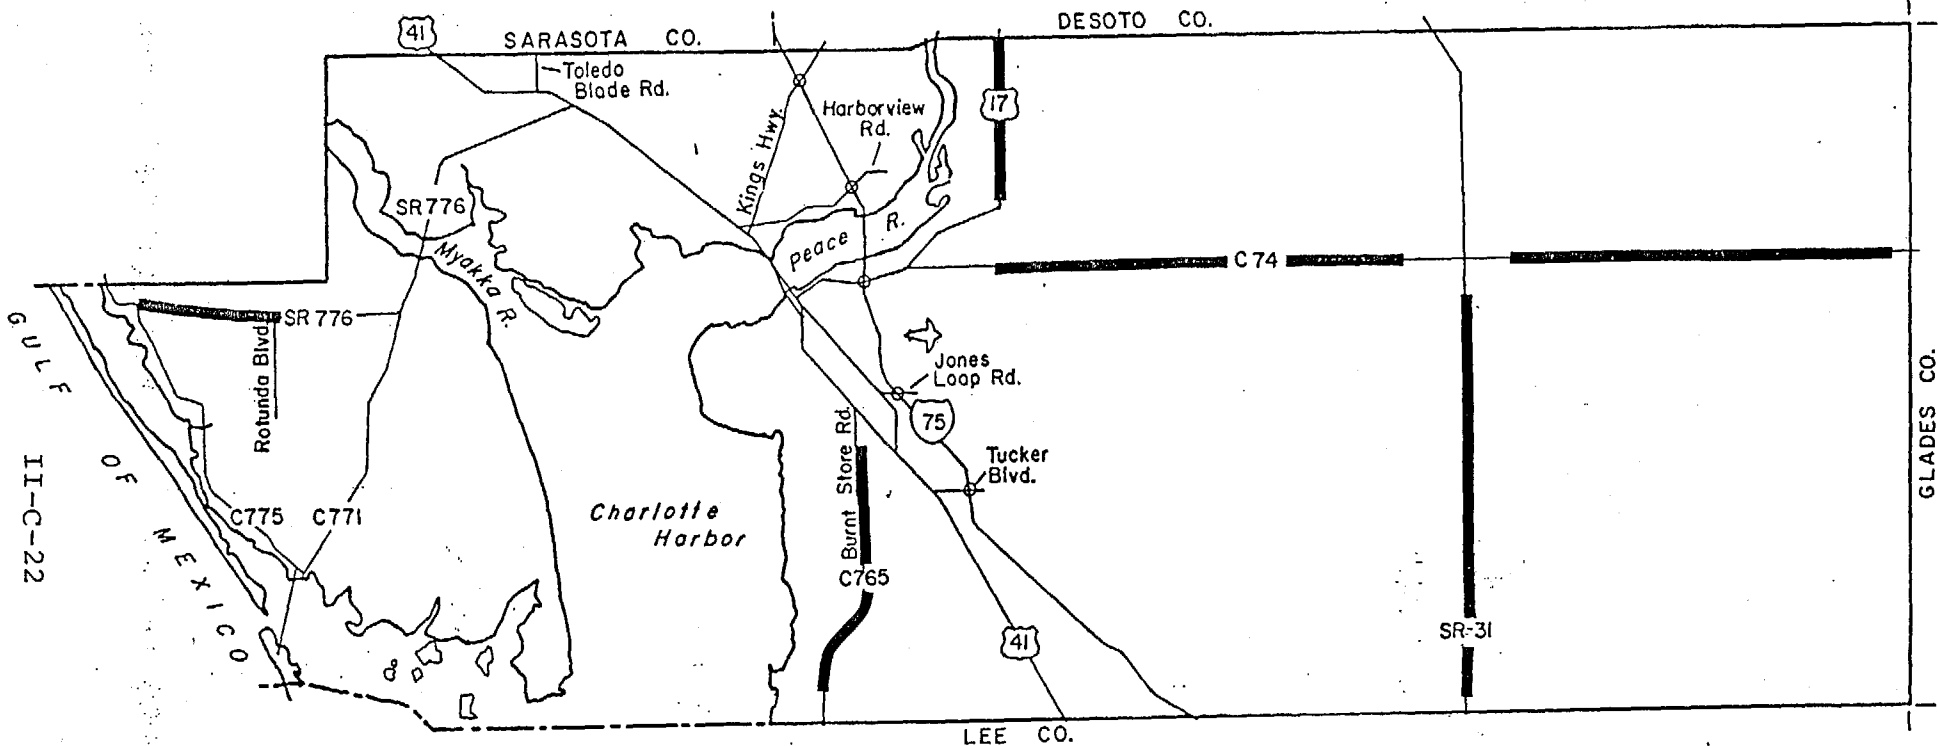 41
SARASOTA CO.
DESOTO CO.
Toledo
Blade Rd.
Kings Hwy.
Harborview
Rd.
17
SR776
Myakka R.
Peace R.
C74
SR 776
Rotunda Blvd.
GULF OF MEXICO
Jones
Loop Rd.
75
Tucker
Blvd.
Burnt Store Rd.
C765
Charlotte
Harbor
C775
C771
41
SR-31
GLADES CO.
LEE CO.
II-C-22